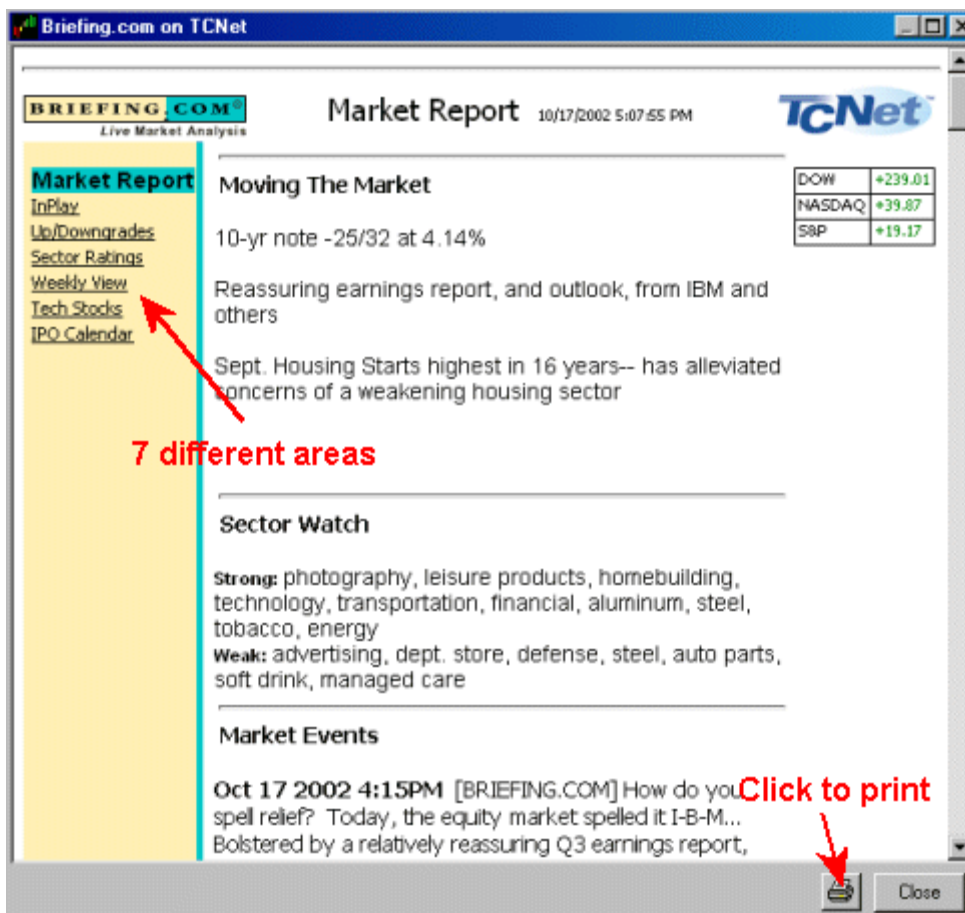 Briefing.com on TCNet
BRIEFING.COM®
Live Market Analysis
Market Report 10/17/2002 5:07:55 PM
TCNet
Market Report
InPlay
Up/Downgrades
Sector Ratings
Weekly View
Tech Stocks
IPO Calendar
7 different areas
Moving The Market
10-yr note -25/32 at 4.14%
Reassuring earnings report, and outlook, from IBM and
others
Sept. Housing Starts highest in 16 years-- has alleviated
concerns of a weakening housing sector
DOW +239.01
NASDAQ +39.87
S&P +19.17
Sector Watch
Strong: photography, leisure products, homebuilding,
technology, transportation, financial, aluminum, steel,
tobacco, energy
Weak: advertising, dept. store, defense, steel, auto parts,
soft drink, managed care
Market Events
Oct 17 2002 4:15PM [BRIEFING.COM] How do you
spell relief? Today, the equity market spelled it I-B-M...
Bolstered by a relatively reassuring Q3 earnings report,
Click to print
Close